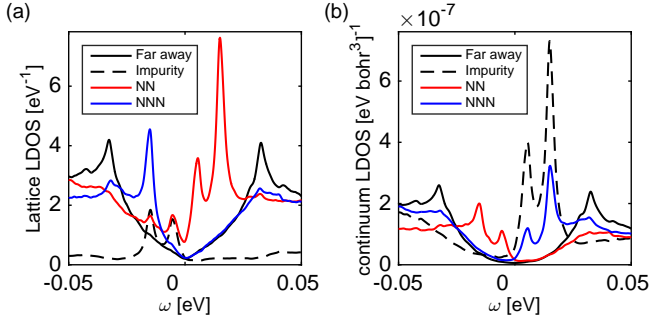 (a)
Lattice LDOS [eV⁻¹]
6
4
2
0
Far away
Impurity
NN
NNN
-0.05
0
0.05
ω [eV]
(b)
×10⁻⁷
continuum LDOS [eV bohr³]⁻¹
6
4
2
0
Far away
Impurity
NN
NNN
-0.05
0
0.05
ω [eV]